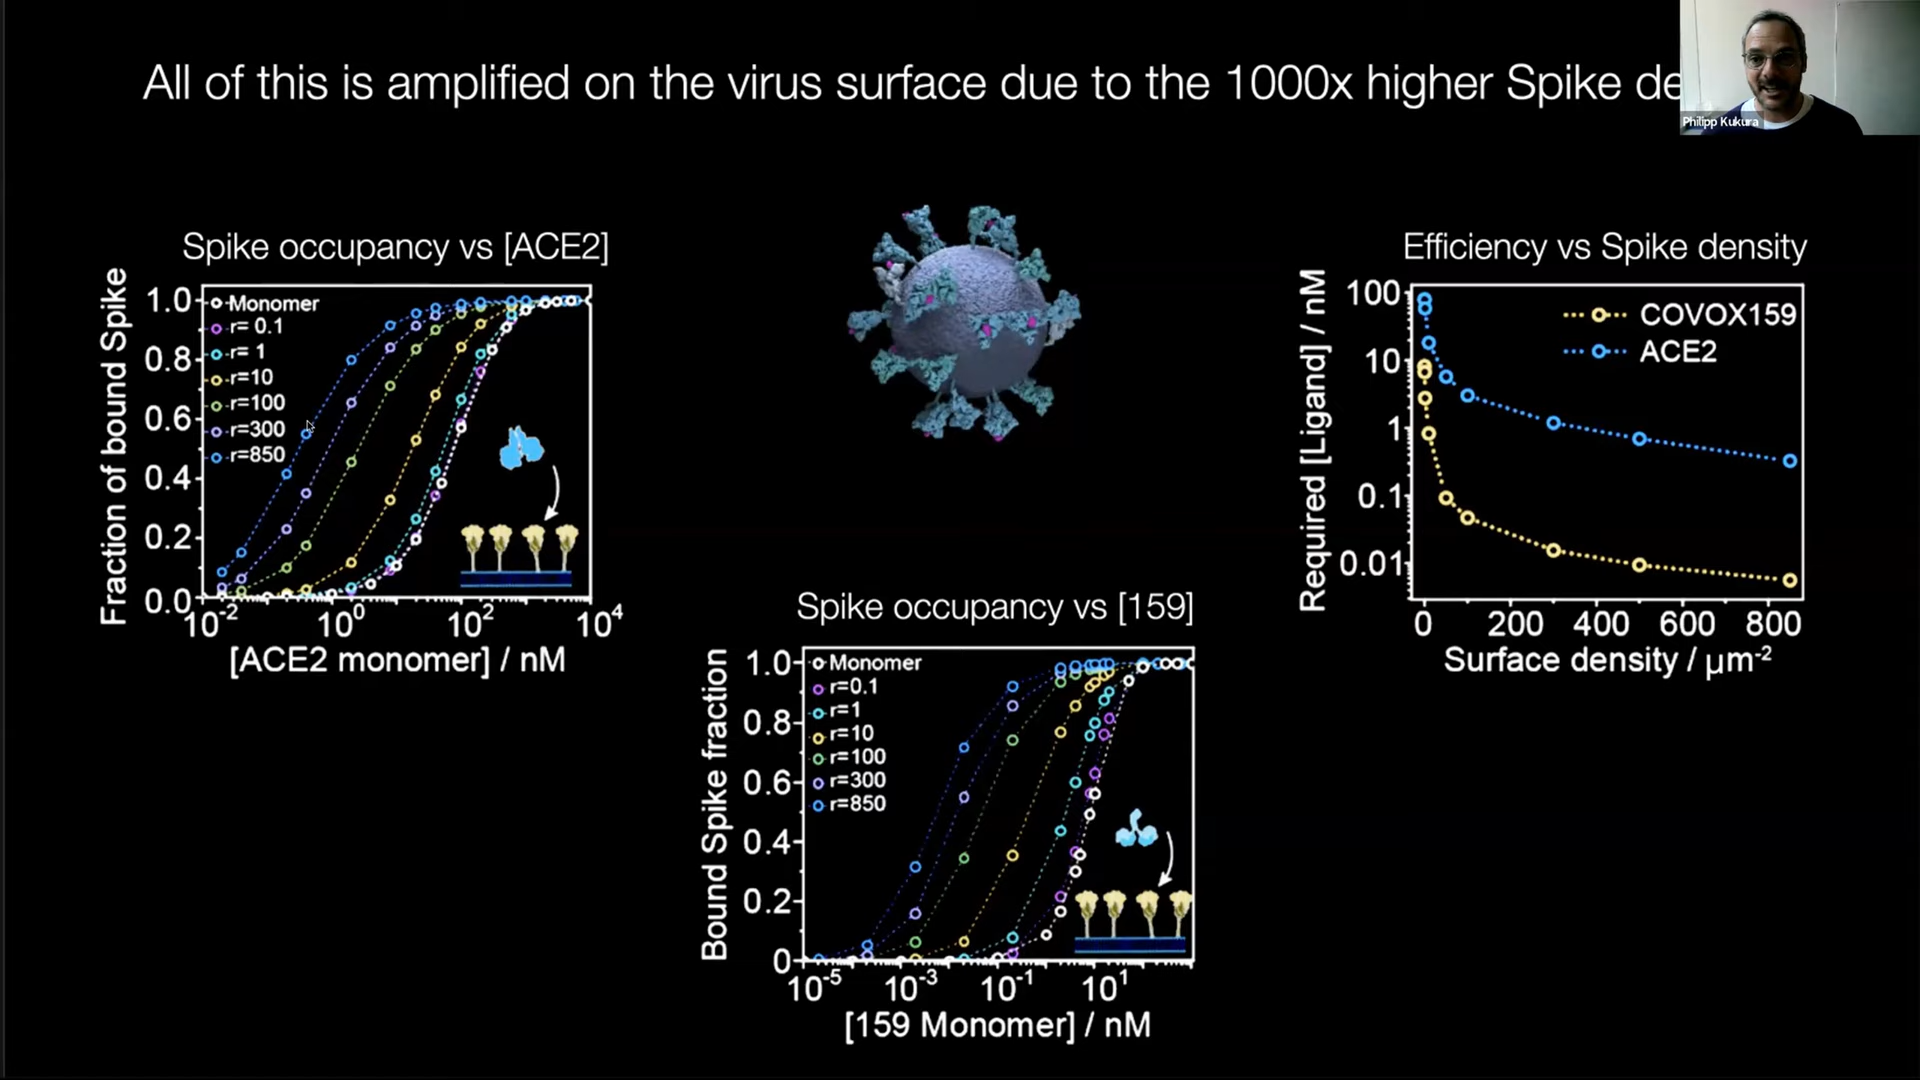 All of this is amplified on the virus surface due to the 1000x higher Spike de
Philipp Kukura
Spike occupancy vs [ACE2]
Fraction of bound Spike
1.0
0.8
0.6
0.4
0.2
0.0
Monomer
r= 0.1
r= 1
r=10
r=100
r=300
r=850
10-2 100 102 104
[ACE2 monomer] / nM
Spike occupancy vs [159]
Bound Spike fraction
1.0
0.8
0.6
0.4
0.2
0
Monomer
r=0.1
r=1
r=10
r=100
r=300
r=850
10-5 10-3 10-1 101
[159 Monomer] / nM
Efficiency vs Spike density
Required [Ligand] / nM
100
10
1
0.1
0.01
COVOX159
ACE2
0 200 400 600 800
Surface density / μm-2